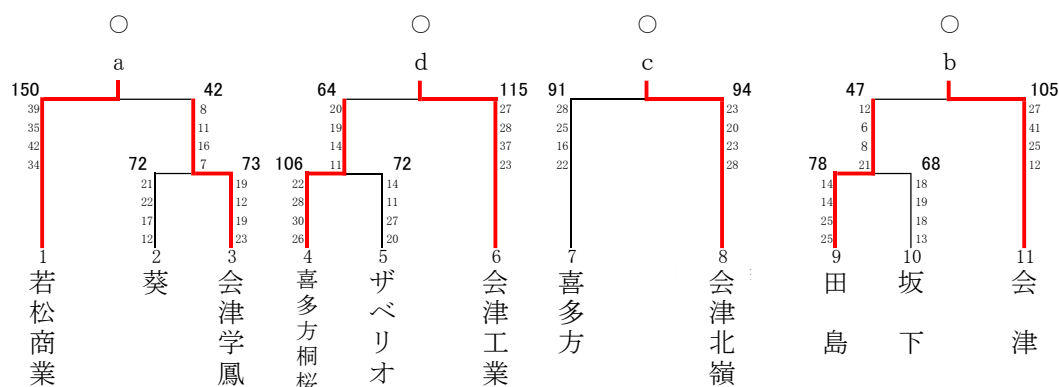 ○ ○ ○ ○
a d c b
150 42 64 115 91 94 47 105
39 8 20 27 28 23 12 27
35 11 19 28 25 20 6 41
42 16 14 37 16 23 8 25
34 7 11 23 22 28 21 12
72 73 106 72 78 68
21 19 22 14 14 18
22 12 28 11 14 19
17 19 30 27 25 18
12 23 26 20 25 13
1 2 3 4 5 6 7 8 9 10 11
若松商業
葵
会津学鳳
喜多方桐桜
ザベリオ
会津工業
喜多方
会津北嶺
田島
坂下
会津